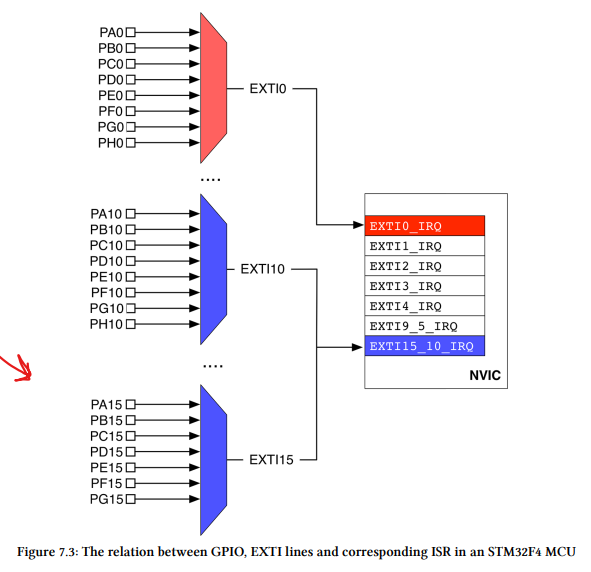 PA0
PB0
PC0
PD0
PE0
PF0
PG0
PH0
EXTI0
....
PA10
PB10
PC10
PD10
PE10
PF10
PG10
PH10
EXTI10
....
PA15
PB15
PC15
PD15
PE15
PF15
PG15
EXTI15
EXTI0_IRQ
EXTI1_IRQ
EXTI2_IRQ
EXTI3_IRQ
EXTI4_IRQ
EXTI9_5_IRQ
EXTI15_10_IRQ
NVIC
Figure 7.3: The relation between GPIO, EXTI lines and corresponding ISR in an STM32F4 MCU